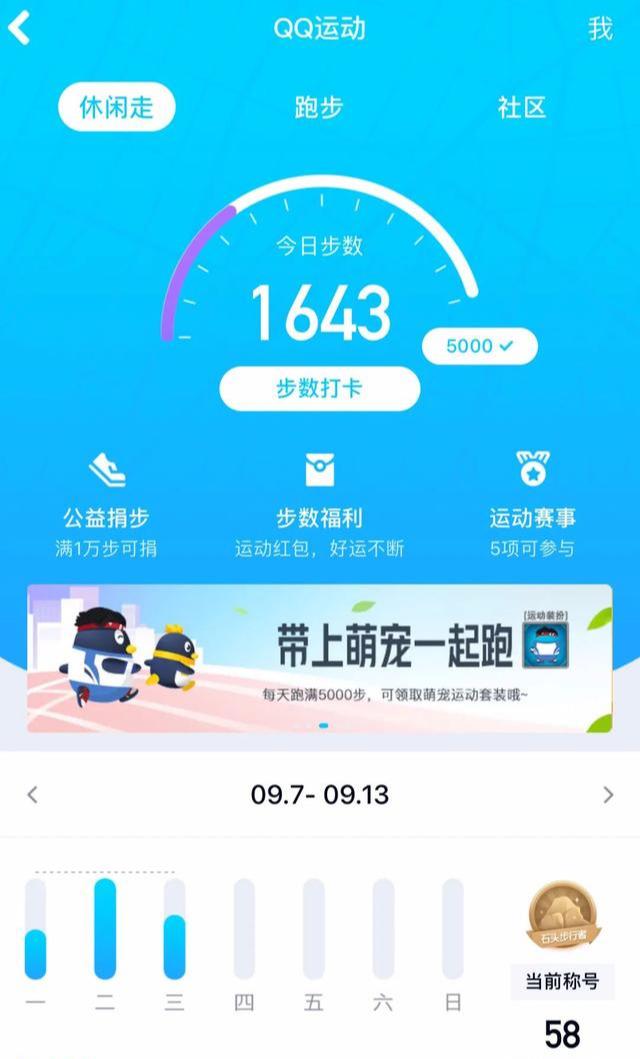 QQ运动
我
休闲走
跑步
社区
今日步数
1643
5000
步数打卡
公益捐步
步数福利
运动赛事
满1万步可捐
运动红包，好运不断
5项可参与
[运动装扮]
带上萌宠一起跑
每天跑满5000步，可领取萌宠运动套装哦~
09.7- 09.13
石头步行者
一 二 三 四 五 六 日
当前称号
58